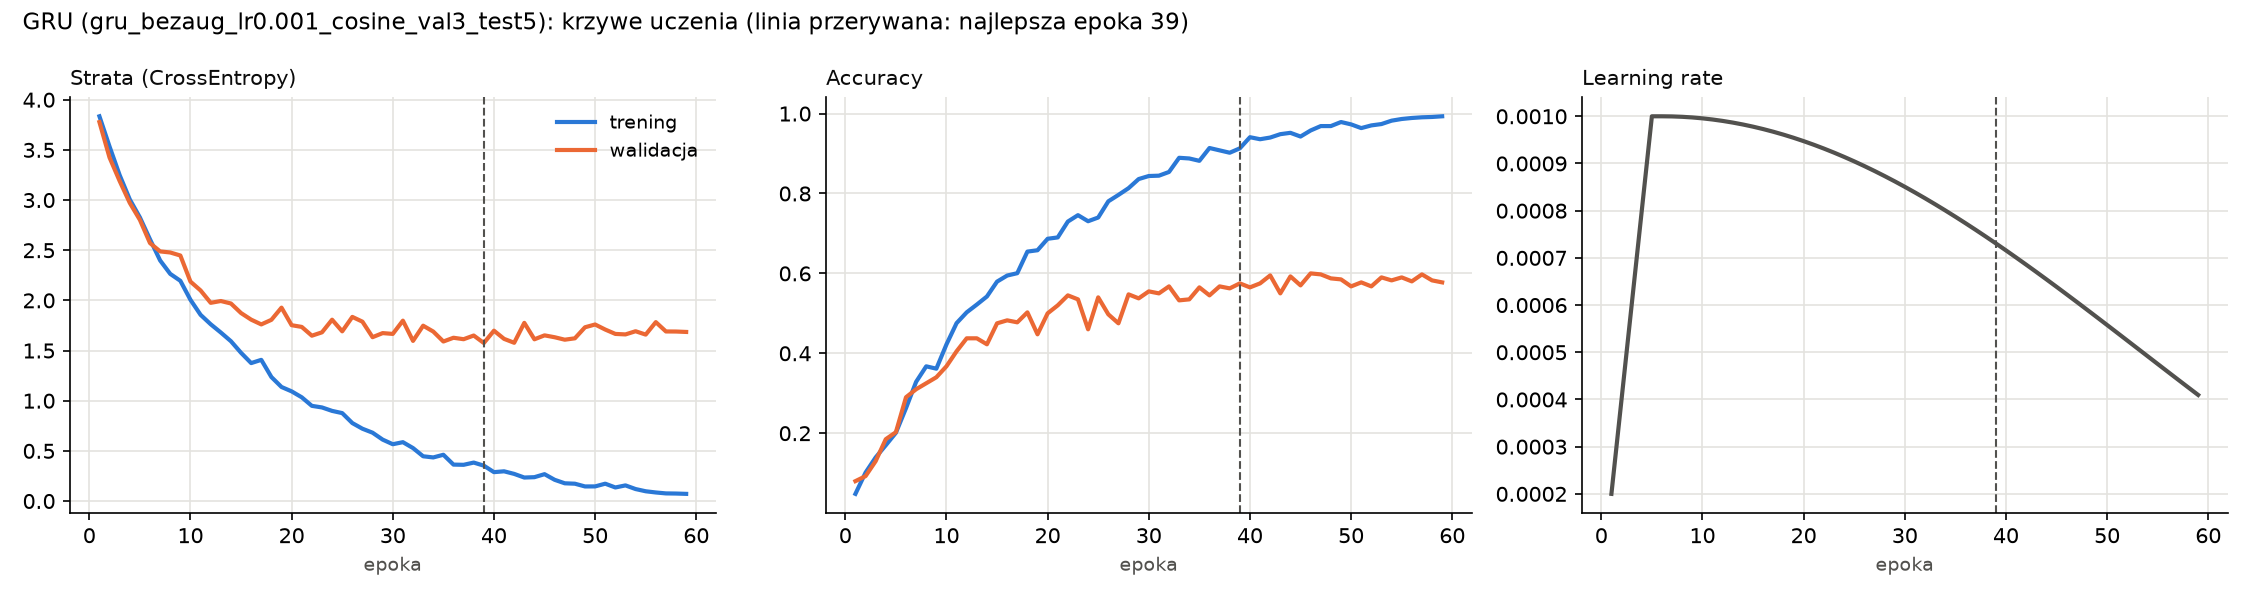 GRU (gru_bezaug_lr0.001_cosine_val3_test5): krzywe uczenia (linia przerywana: najlepsza epoka 39)
Strata (CrossEntropy)
4.0
3.5
3.0
2.5
2.0
1.5
1.0
0.5
0.0
trening
walidacja
0 10 20 30 40 50 60
epoka
Accuracy
1.0
0.8
0.6
0.4
0.2
0 10 20 30 40 50 60
epoka
Learning rate
0.0010
0.0009
0.0008
0.0007
0.0006
0.0005
0.0004
0.0003
0.0002
0 10 20 30 40 50 60
epoka